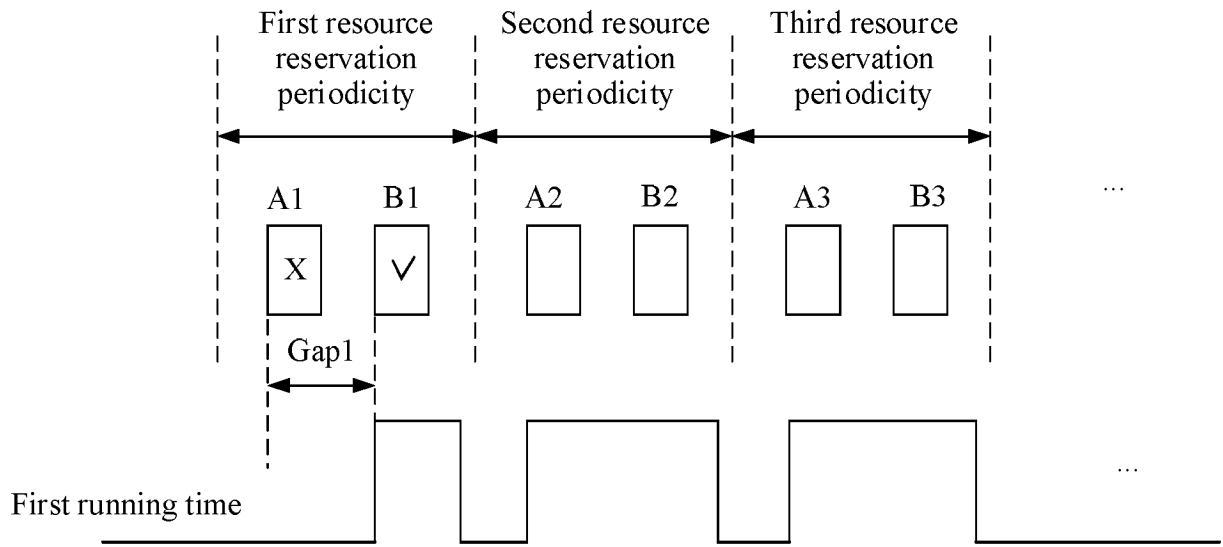 First resource
reservation
periodicity
Second resource
reservation
periodicity
Third resource
reservation
periodicity
A1
B1
A2
B2
A3
B3
...
X
Gap1
...
First running time